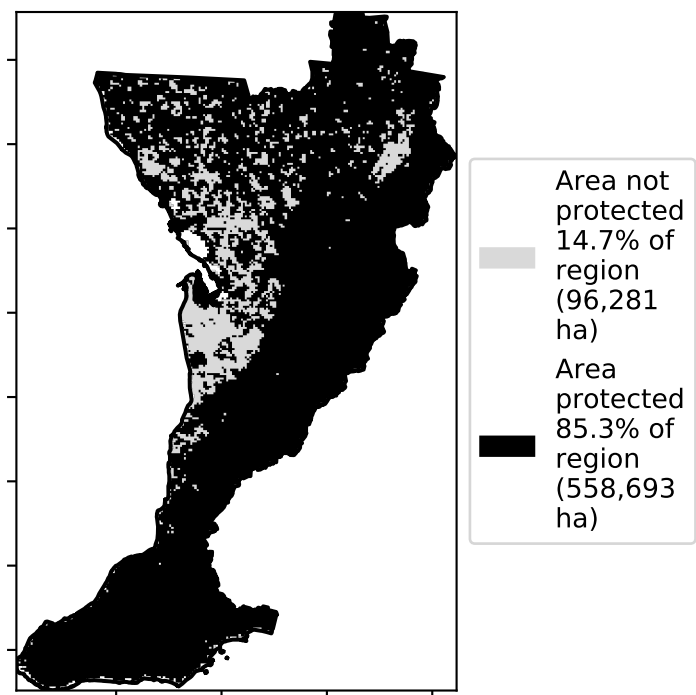 Area not
protected
14.7% of
region
(96,281
ha)
Area
protected
85.3% of
region
(558,693
ha)